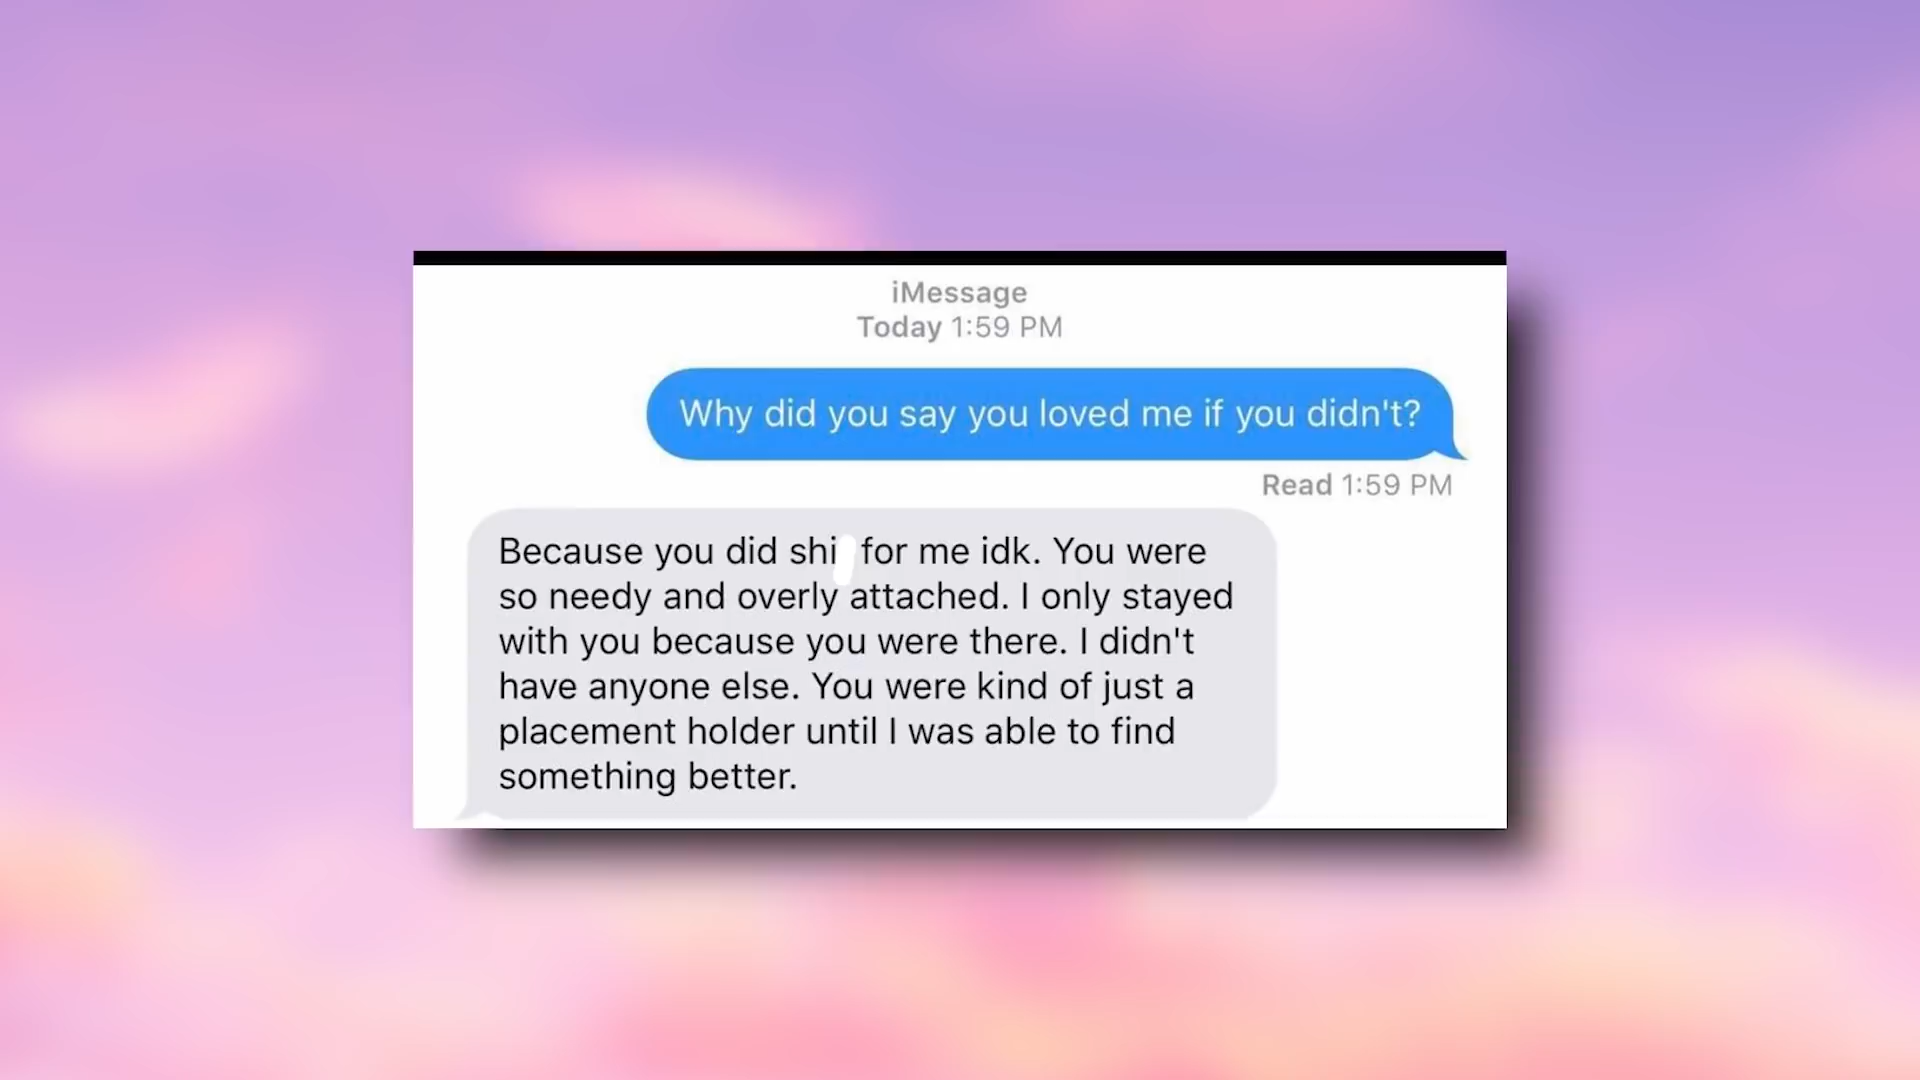 iMessage
Today 1:59 PM
Why did you say you loved me if you didn't?
Read 1:59 PM
Because you did shi for me idk. You were
so needy and overly attached. I only stayed
with you because you were there. I didn't
have anyone else. You were kind of just a
placement holder until I was able to find
something better.